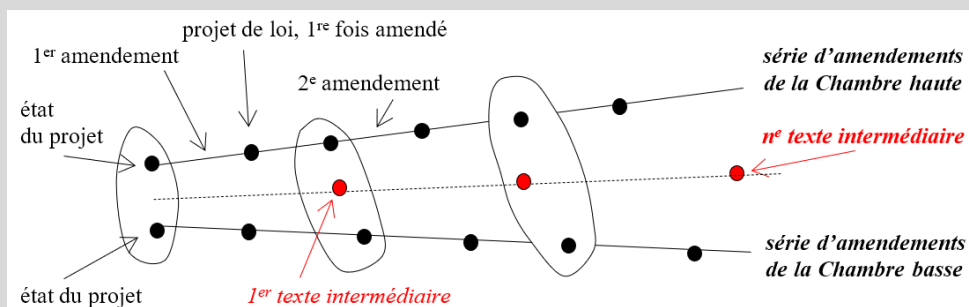 projet de loi, 1re fois amendé
1er amendement
2e amendement
série d’amendements
de la Chambre haute
état
du projet
ne texte intermédiaire
état du projet
1er texte intermédiaire
série d’amendements
de la Chambre basse